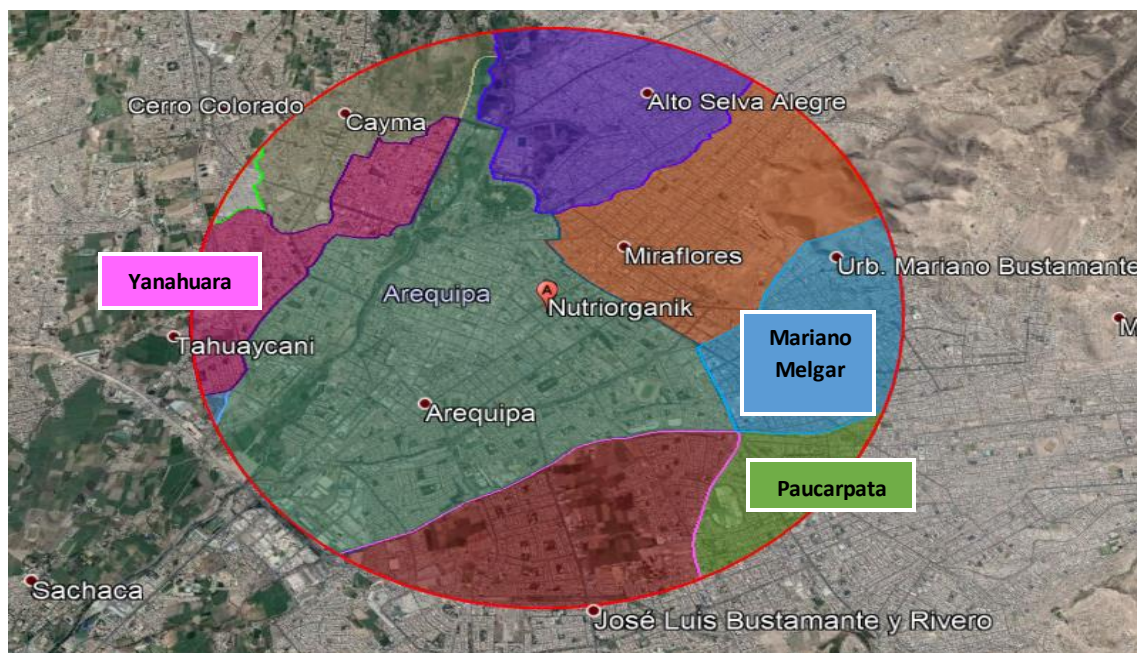 Cerro Colorado
Alto Selva Alegre
Cayma
Miraflores
Urb. Mariano Bustamante
Yanahuara
Arequipa
A
Nutriorganik
M
Tahuaycani
Mariano
Melgar
Arequipa
Paucarpata
Sachaca
José Luis Bustamante y Rivero